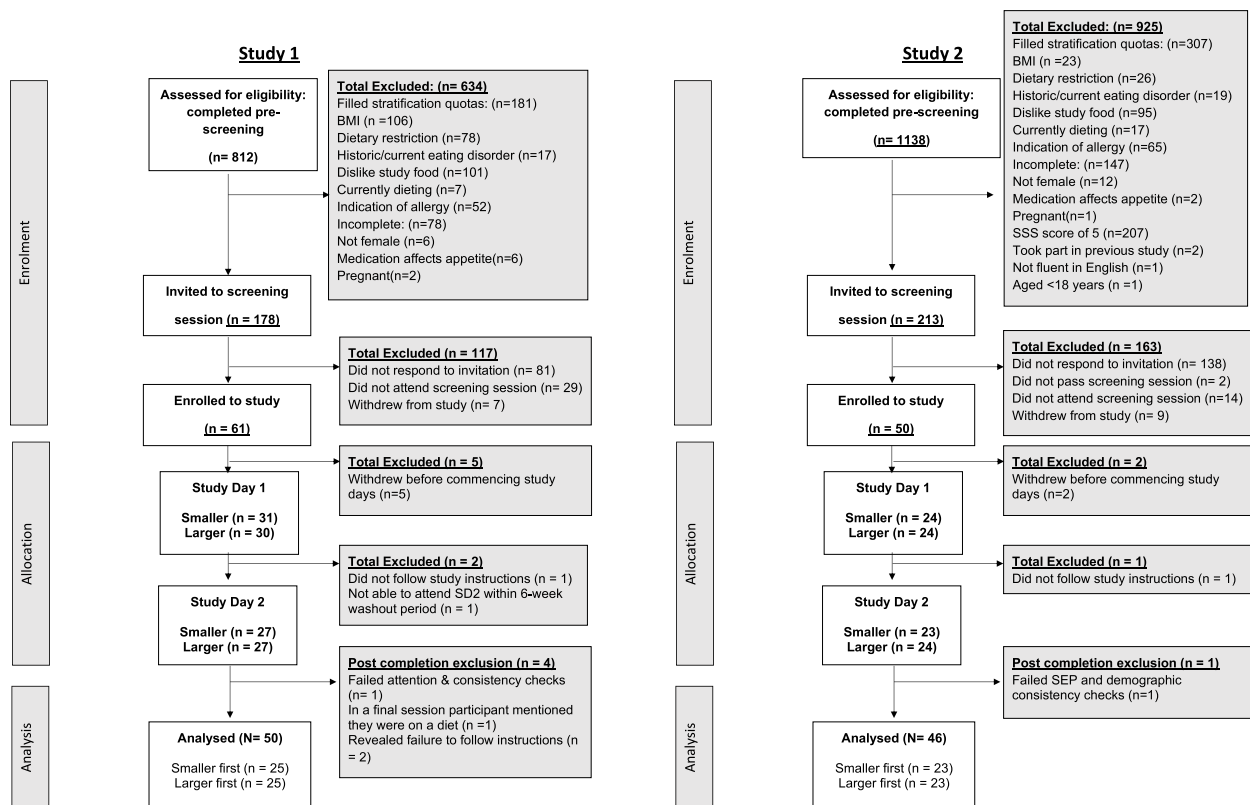 Study 1
Enrolment
Allocation
Analysis
Assessed for eligibility:
completed pre-
screening
(n= 812)
Total Excluded: (n= 634)
Filled stratification quotas: (n=181)
BMI (n =106)
Dietary restriction (n=78)
Historic/current eating disorder (n=17)
Dislike study food (n=101)
Currently dieting (n=7)
Indication of allergy (n=52)
Incomplete: (n=78)
Not female (n=6)
Medication affects appetite(n=6)
Pregnant(n=2)
Invited to screening
session (n = 178)
Total Excluded (n = 117)
Did not respond to invitation (n= 81)
Did not attend screening session (n = 29)
Withdrew from study (n= 7)
Enrolled to study
(n = 61)
Total Excluded (n = 5)
Withdrew before commencing study
days (n=5)
Study Day 1
Smaller (n = 31)
Larger (n = 30)
Total Excluded (n = 2)
Did not follow study instructions (n = 1)
Not able to attend SD2 within 6-week
washout period (n = 1)
Study Day 2
Smaller (n = 27)
Larger (n = 27)
Post completion exclusion (n = 4)
Failed attention & consistency checks
(n= 1)
In a final session participant mentioned
they were on a diet (n =1)
Revealed failure to follow instructions (n
= 2)
Analysed (N= 50)
Smaller first (n = 25)
Larger first (n = 25)
Study 2
Enrolment
Allocation
Analysis
Assessed for eligibility:
completed pre-
screening
(n= 1138)
Total Excluded: (n= 925)
Filled stratification quotas: (n=307)
BMI (n =23)
Dietary restriction (n=26)
Historic/current eating disorder (n=19)
Dislike study food (n=95)
Currently dieting (n=17)
Indication of allergy (n=65)
Incomplete: (n=147)
Not female (n=12)
Medication affects appetite (n=2)
Pregnant(n=1)
SSS score of 5 (n=207)
Took part in previous study (n=2)
Not fluent in English (n=1)
Aged <18 years (n =1)
Invited to screening
session (n = 213)
Total Excluded (n = 163)
Did not respond to invitation (n= 138)
Did not pass screening session (n = 2)
Did not attend screening session (n=14)
Withdrew from study (n = 9)
Enrolled to study
(n = 50)
Total Excluded (n = 2)
Withdrew before commencing study
days (n=2)
Study Day 1
Smaller (n = 24)
Larger (n = 24)
Total Excluded (n = 1)
Did not follow study instructions (n = 1)
Study Day 2
Smaller (n = 23)
Larger (n = 24)
Post completion exclusion (n = 1)
Failed SEP and demographic
consistency checks (n=1)
Analysed (N= 46)
Smaller first (n = 23)
Larger first (n = 23)